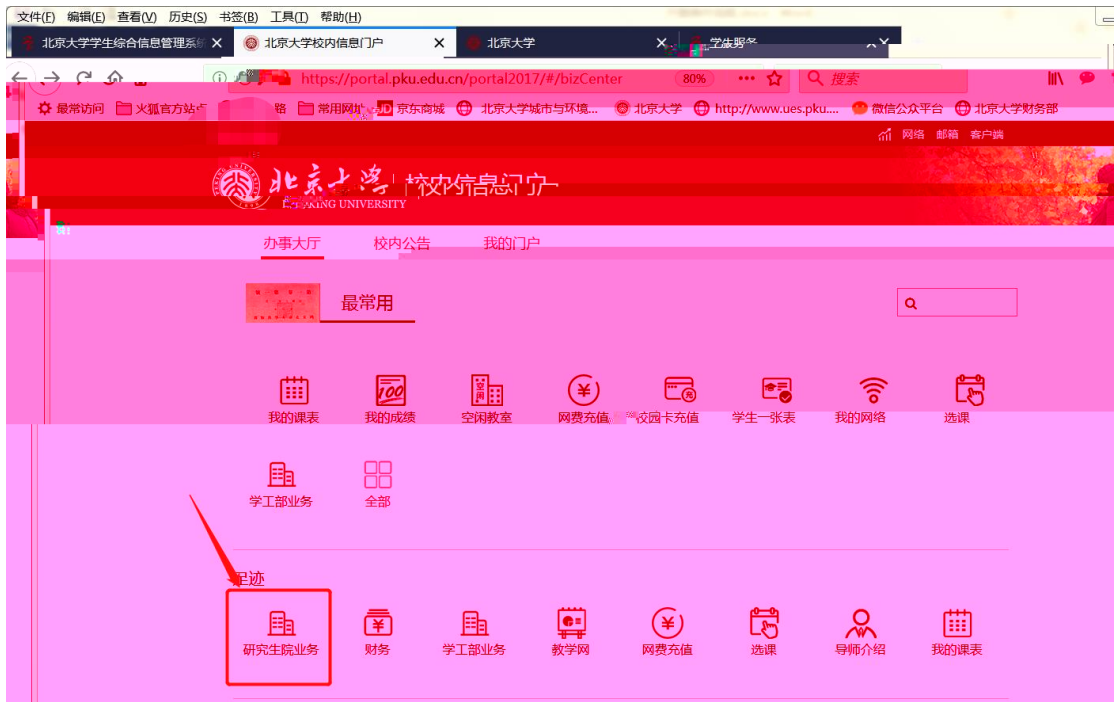 文件(F) 编辑(E) 查看(V) 历史(S) 书签(B) 工具(T) 帮助(H)
北京大学学生综合信息管理系统 北京大学校内信息门户 北京大学 学生服务
https://portal.pku.edu.cn/portal2017/#/bizCenter 80% 搜索
最常访问 火狐官方站点 常用网址 京东商城 北京大学城市与环境... 北京大学 http://www.ues.pku.... 微信公众平台 北京大学财务部
网络 邮箱 客户端
北京大学 校内信息门户
PEKING UNIVERSITY
办事大厅 校内公告 我的门户
最常用
我的课表 我的成绩 空闲教室 网费充值 校园卡充值 学生一张表 我的网络 选课
学工部业务 全部
足迹
研究生院业务 财务 学工部业务 教学网 网费充值 选课 导师介绍 我的课表